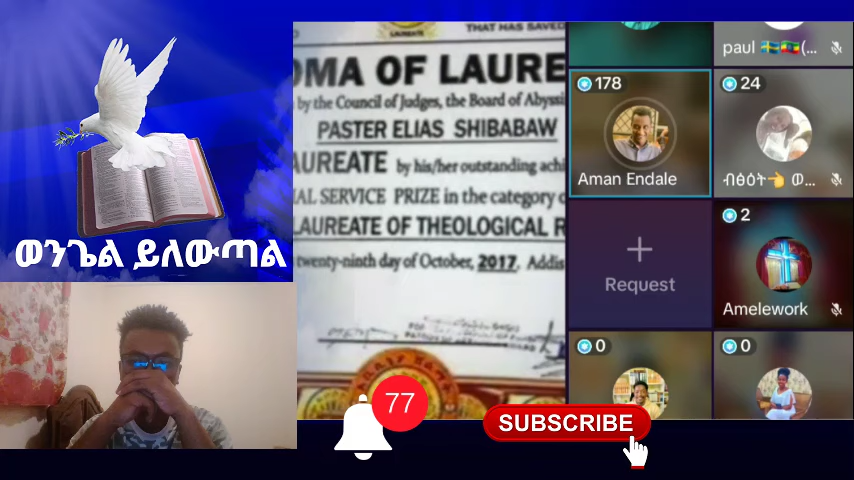 ወንጌል ይለውጣል
LAUREATE
THAT HAS SAVED
OMA OF LAURE
by the Council of Judges, the Board of Abyssi
PASTER ELIAS SHIBABAW
AUREATE by his/her outstanding achi
AL SERVICE PRIZE in the category o
LAUREATE OF THEOLOGICAL R
twenty-ninth day of October, 2017. Addis
paul 🇸🇪🇪🇹(...
178
Aman Endale
24
ብፅዕት👈 ወ...
+
Request
2
Amelework
0
0
77
SUBSCRIBE